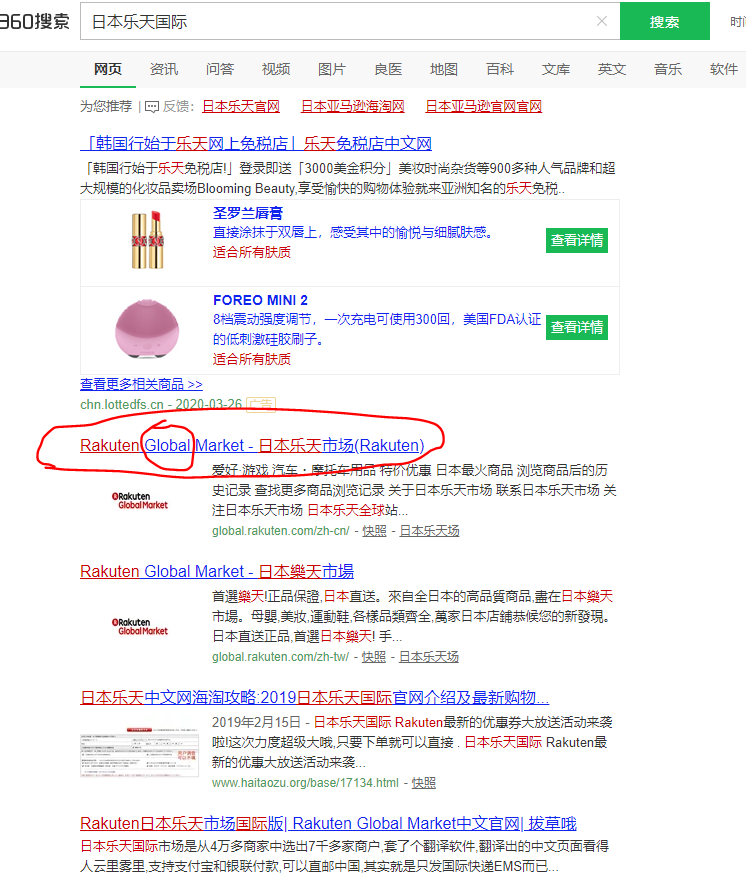 360搜索
日本乐天国际
搜索
网页 资讯 问答 视频 图片 良医 地图 百科 文库 英文 音乐 软件
为您推荐 反馈: 日本乐天官网 日本亚马逊海淘网 日本亚马逊官网官网
「韩国行始于乐天网上免税店」乐天免税店中文网
「韩国行始于乐天免税店!」登录即送「3000美金积分」美妆时尚杂货等900多种人气品牌和超
大规模的化妆品卖场Blooming Beauty,享受愉快的购物体验就来亚洲知名的乐天免税..
圣罗兰唇膏
直接涂抹于双唇上，感受其中的愉悦与细腻肤感。
适合所有肤质
查看详情
FOREO MINI 2
8档震动强度调节，一次充电可使用300回，美国FDA认证
的低刺激硅胶刷子。
适合所有肤质
查看详情
查看更多相关商品 >>
chn.lottedfs.cn - 2020-03-26 广告
Rakuten Global Market - 日本乐天市场(Rakuten)
Rakuten
Global Market
爱好·游戏 汽车・摩托车用品 特价优惠 日本最火商品 浏览商品后的历
史记录 查找更多商品浏览记录 关于日本乐天市场 联系日本乐天市场 关
注日本乐天市场 日本乐天全球站...
global.rakuten.com/zh-cn/ - 快照 - 日本乐天场
Rakuten Global Market - 日本樂天市場
Rakuten
Global Market
首選樂天!正品保證,日本直送。來自全日本的高品質商品,盡在日本樂天
市場。母嬰,美妝,運動鞋,各樣品類齊全,萬家日本店鋪恭候您的新發現。
日本直送正品,首選日本樂天! 手...
global.rakuten.com/zh-tw/ - 快照 - 日本乐天场
日本乐天中文网海淘攻略:2019日本乐天国际官网介绍及最新购物...
2019年2月15日 - 日本乐天国际 Rakuten最新的优惠券大放送活动来袭
啦!这次力度超级大哦,只要下单就可以直接 . 日本乐天国际 Rakuten最
新的优惠大放送活动来袭...
www.haitaozu.org/base/17134.html - 快照
Rakuten日本乐天市场国际版| Rakuten Global Market中文官网| 拔草哦
日本乐天国际市场是从4万多商家中选出7千多家商户,套了个翻译软件,翻译出的中文页面看得
人云里雾里,支持支付宝和银联付款,可以直邮中国,其实就是只发国际快递EMS而已...